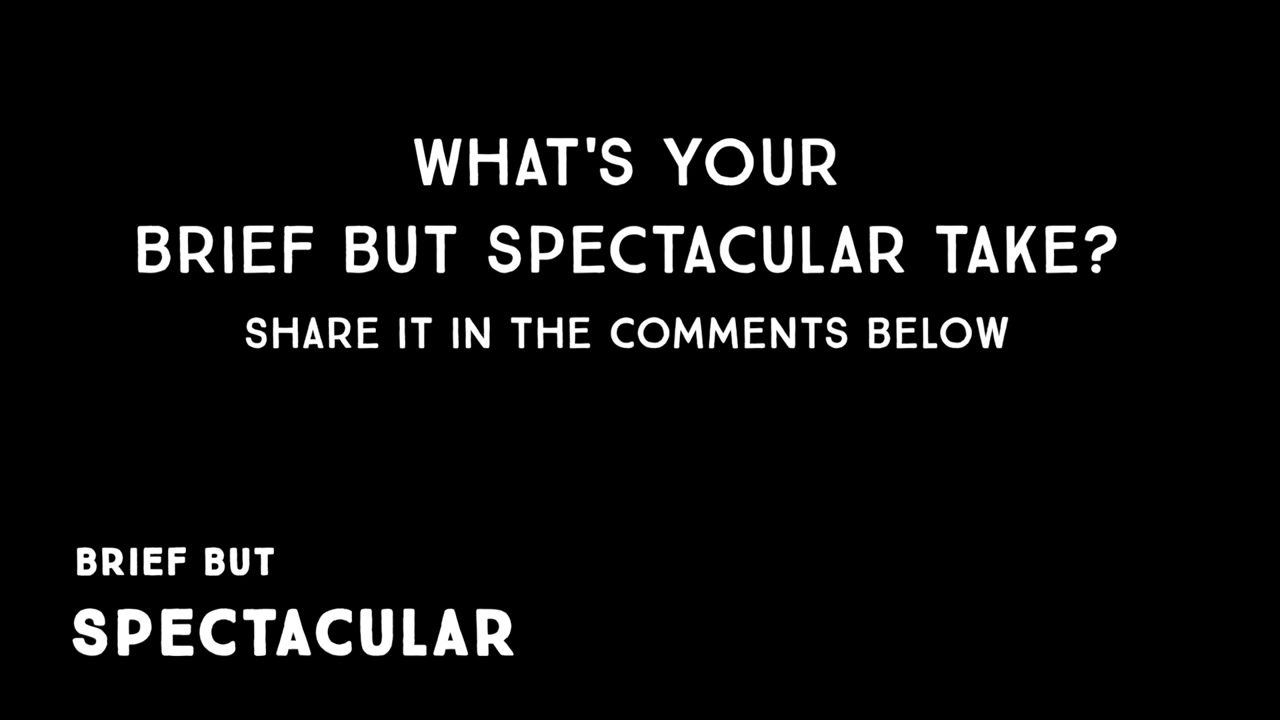 WHAT'S YOUR
BRIEF BUT SPECTACULAR TAKE?
SHARE IT IN THE COMMENTS BELOW
BRIEF BUT
SPECTACULAR